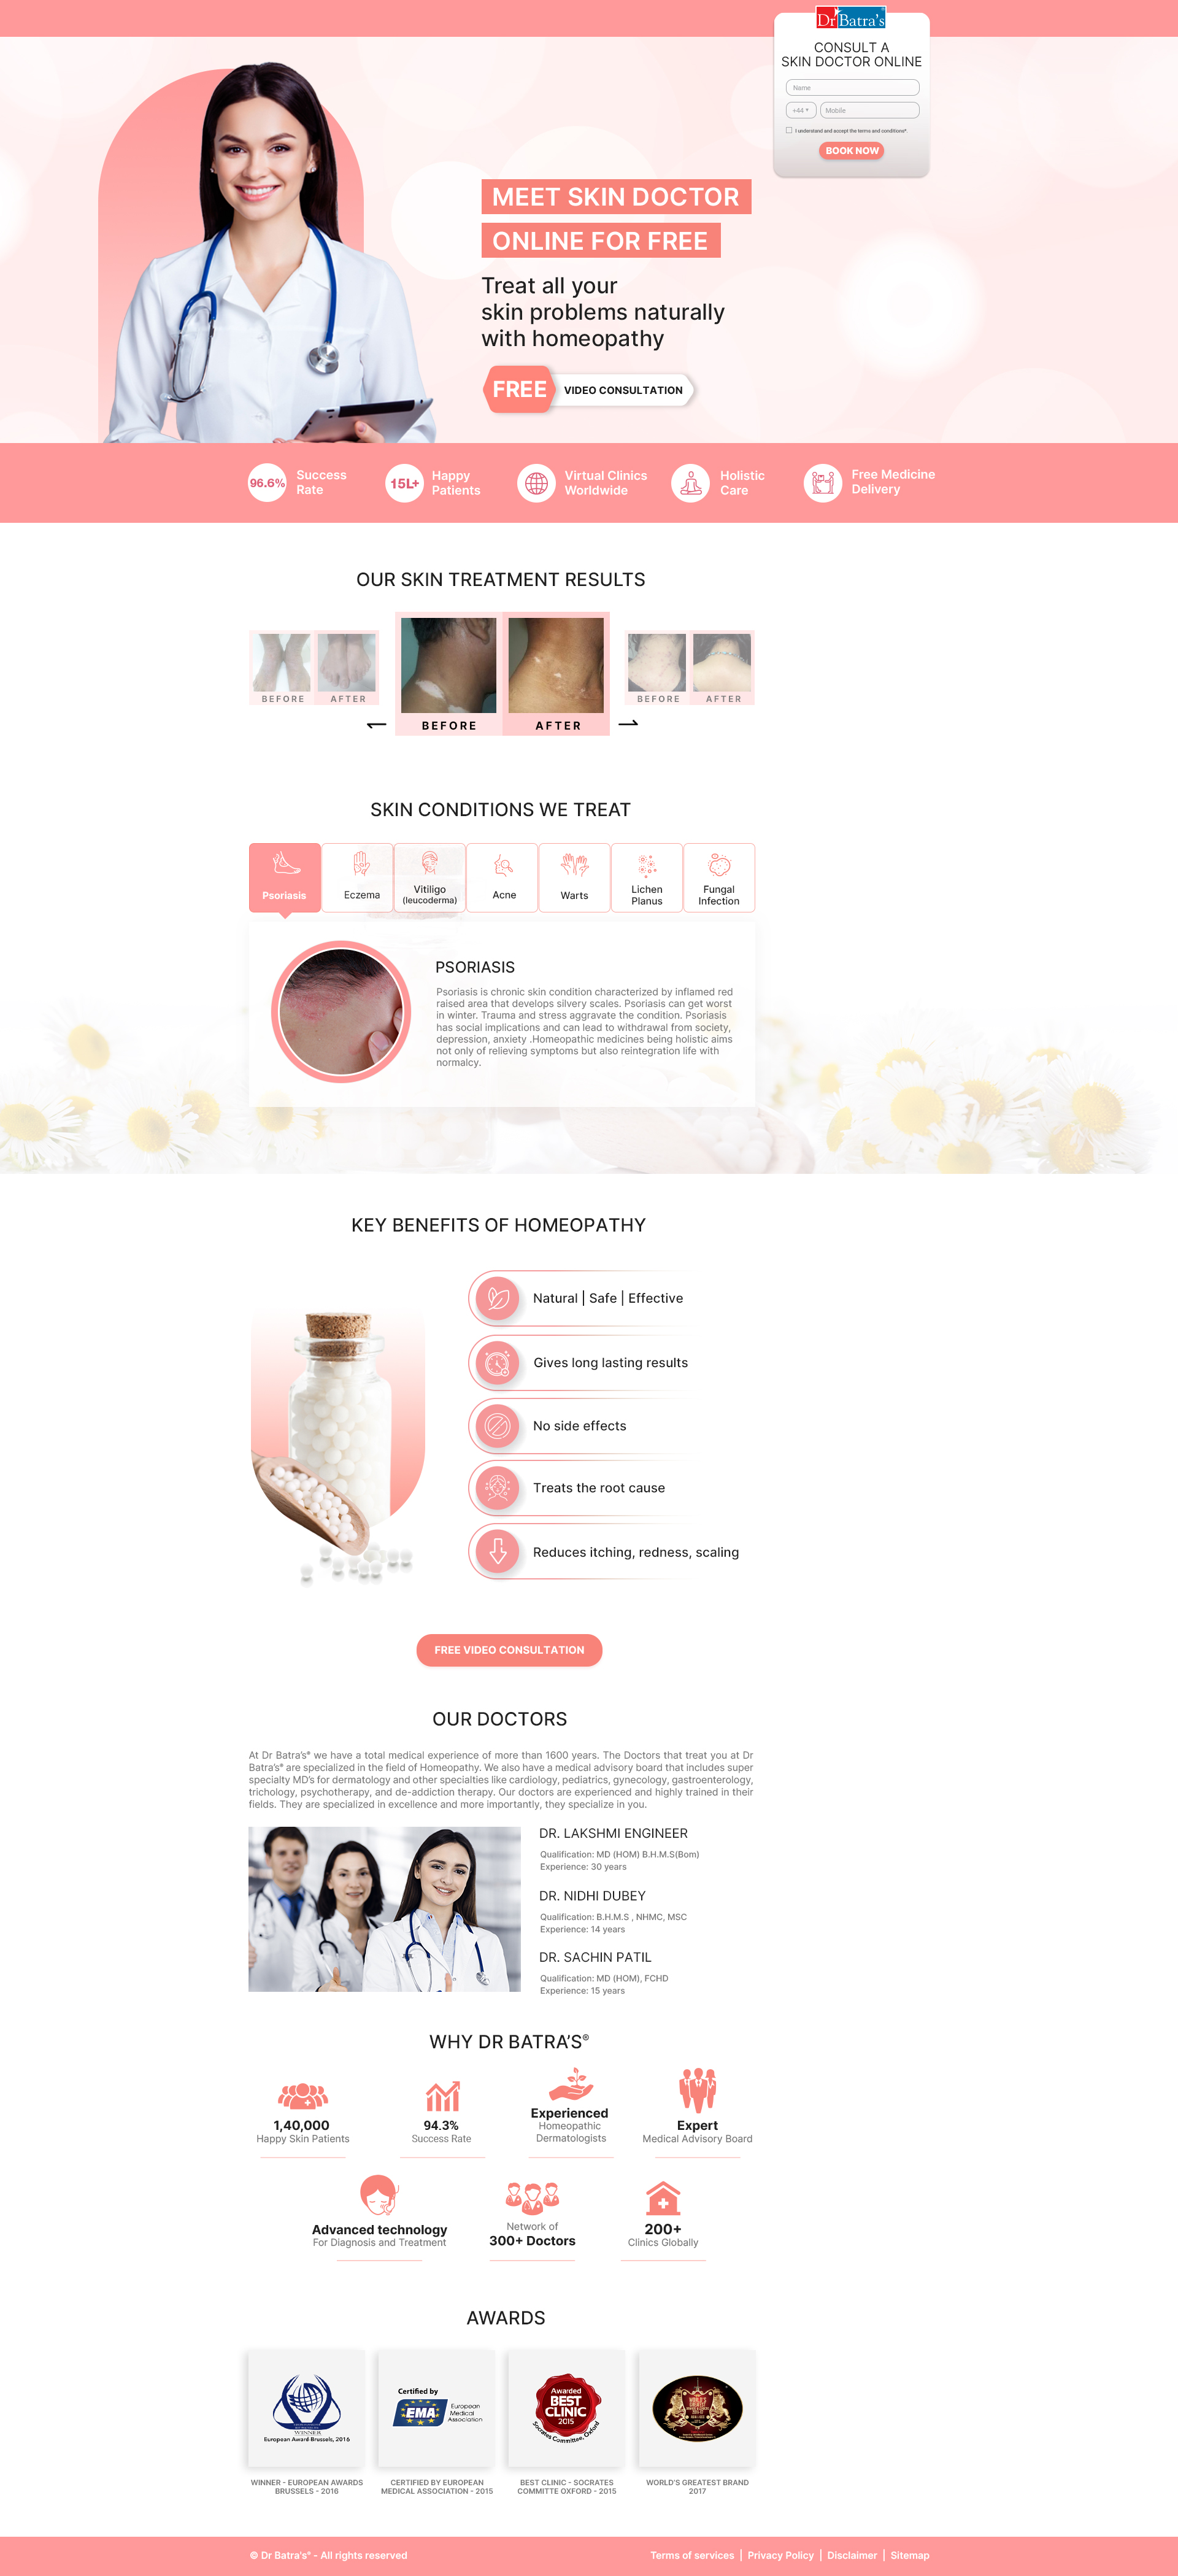 Dr Batra's®
CONSULT A
SKIN DOCTOR ONLINE
Name
+44
Mobile
I understand and accept the terms and conditions*.
BOOK NOW
MEET SKIN DOCTOR
ONLINE FOR FREE
Treat all your
skin problems naturally
with homeopathy
FREE
VIDEO CONSULTATION
96.6%
Success
Rate
15L+
Happy
Patients
Virtual Clinics
Worldwide
Holistic
Care
Free Medicine
Delivery
OUR SKIN TREATMENT RESULTS
BEFORE
AFTER
BEFORE
AFTER
BEFORE
AFTER
SKIN CONDITIONS WE TREAT
Psoriasis
Eczema
Vitiligo
(leucoderma)
Acne
Warts
Lichen
Planus
Fungal
Infection
PSORIASIS
Psoriasis is chronic skin condition characterized by inflamed red
raised area that develops silvery scales. Psoriasis can get worst
in winter. Trauma and stress aggravate the condition. Psoriasis
has social implications and can lead to withdrawal from society,
depression, anxiety .Homeopathic medicines being holistic aims
not only of relieving symptoms but also reintegration life with
normalcy.
KEY BENEFITS OF HOMEOPATHY
Natural | Safe | Effective
Gives long lasting results
No side effects
Treats the root cause
Reduces itching, redness, scaling
FREE VIDEO CONSULTATION
OUR DOCTORS
At Dr Batra's® we have a total medical experience of more than 1600 years. The Doctors that treat you at Dr
Batra's® are specialized in the field of Homeopathy. We also have a medical advisory board that includes super
specialty MD's for dermatology and other specialties like cardiology, pediatrics, gynecology, gastroenterology,
trichology, psychotherapy, and de-addiction therapy. Our doctors are experienced and highly trained in their
fields. They are specialized in excellence and more importantly, they specialize in you.
DR. LAKSHMI ENGINEER
Qualification: MD (HOM) B.H.M.S(Bom)
Experience: 30 years
DR. NIDHI DUBEY
Qualification: B.H.M.S , NHMC, MSC
Experience: 14 years
DR. SACHIN PATIL
Qualification: MD (HOM), FCHD
Experience: 15 years
WHY DR BATRA'S®
1,40,000
Happy Skin Patients
94.3%
Success Rate
Experienced
Homeopathic
Dermatologists
Expert
Medical Advisory Board
Advanced technology
For Diagnosis and Treatment
Network of
300+ Doctors
200+
Clinics Globally
AWARDS
WINNER
European Award-Brussels, 2016
Certified by
EMA
European
Medical
Association
Awarded
BEST
CLINIC
2015
Socrates Committee, Oxford
WINNER - EUROPEAN AWARDS
BRUSSELS - 2016
CERTIFIED BY EUROPEAN
MEDICAL ASSOCIATION - 2015
BEST CLINIC - SOCRATES
COMMITTE OXFORD - 2015
WORLD'S GREATEST BRAND
2017
© Dr Batra's® - All rights reserved
Terms of services | Privacy Policy | Disclaimer | Sitemap